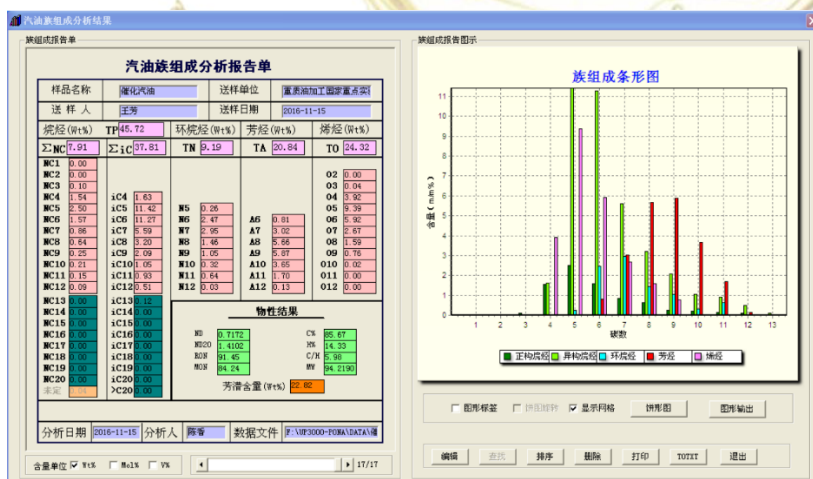 汽油族组成分析结果
族组成报告单
汽油族组成分析报告单
样品名称 催化汽油 送样单位 重质油加工国家重点实
送 样 人 王芳 送样日期 2016-11-15
烷烃(Wt%) TP 45.72 环烷烃(Wt%) 芳烃(Wt%) 烯烃(Wt%)
ΣNC 7.91 ΣiC 37.81 TN 9.19 TA 20.84 TO 24.32
NC1 0.00
NC2 0.00 O2 0.00
NC3 0.10 O3 0.04
NC4 1.54 iC4 1.63 O4 3.92
NC5 2.50 iC5 11.42 N5 0.26 O5 9.39
NC6 1.57 iC6 11.27 N6 2.47 A6 0.81 O6 5.92
NC7 0.86 iC7 5.59 N7 2.95 A7 3.02 O7 2.67
NC8 0.64 iC8 3.20 N8 1.46 A8 5.66 O8 1.59
NC9 0.25 iC9 2.09 N9 1.05 A9 5.87 O9 0.76
NC10 0.21 iC10 1.05 N10 0.32 A10 3.65 O10 0.02
NC11 0.15 iC11 0.93 N11 0.64 A11 1.70 O11 0.00
NC12 0.09 iC12 0.51 N12 0.03 A12 0.13 O12 0.00
NC13 0.00 iC13 0.12
NC14 0.00 iC14 0.00
NC15 0.00 iC15 0.00
NC16 0.00 iC16 0.00
NC17 0.00 iC17 0.00
NC18 0.00 iC18 0.00
NC19 0.00 iC19 0.00
NC20 0.00 iC20 0.00
未定 0.04 >C20 0.00
物性结果
ND 0.7172 C% 85.67
ND20 1.4102 H% 14.33
RON 91.45 C/H 5.98
MON 84.24 MW 94.2190
芳潜含量(Wt%) 22.82
分析日期 2016-11-15 分析人 陈香 数据文件 F:\UP3000-PONA\DATA\催
含量单位 Wt% Mol% V% 17/17
族组成报告图示
族组成条形图
含量(m/m%)
11
10
9
8
7
6
5
4
3
2
1
0
1 2 3 4 5 6 7 8 9 10 11 12 13
碳数
正构烷烃 异构烷烃 环烷烃 芳烃 烯烃
图形标签 饼图旋转 显示网格 饼形图 图形输出
编辑 查找 排序 删除 打印 TOTXT 退出